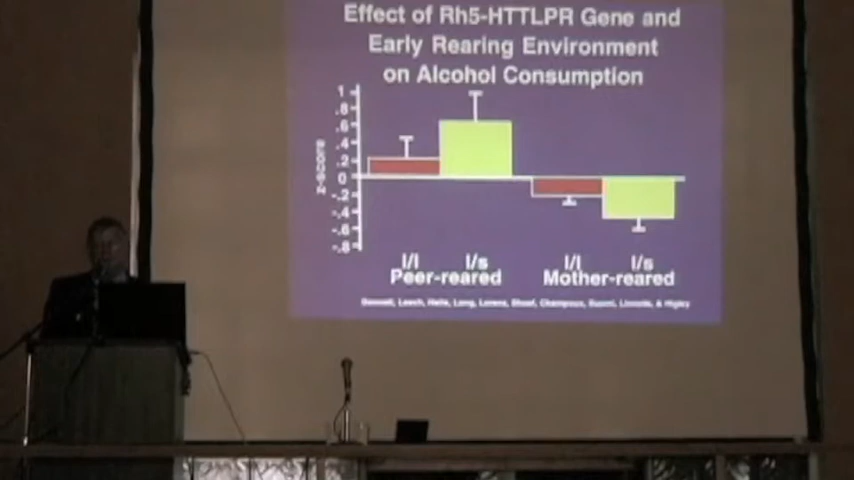 Effect of Rh5-HTTLPR Gene and
Early Rearing Environment
on Alcohol Consumption
z-score
1
.8
.6
.4
.2
0
-.2
-.4
-.6
-.8
l/l l/s l/l l/s
Peer-reared Mother-reared
Bennett, Lesch, Heils, Long, Lorenz, Shoaf, Champoux, Suomi, Linnoila, & Higley